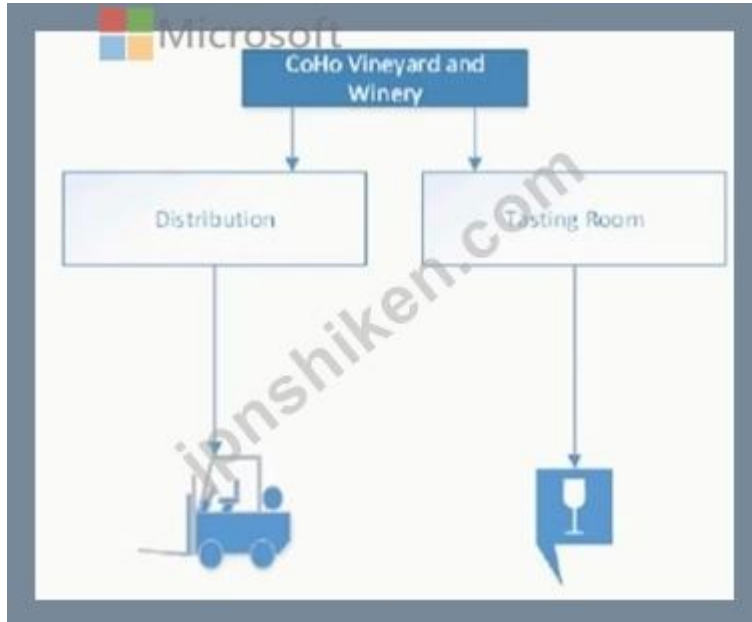 Microsoft
CoHo Vineyard and
Winery
Distribution
Tasting Room
jpnshiken.com